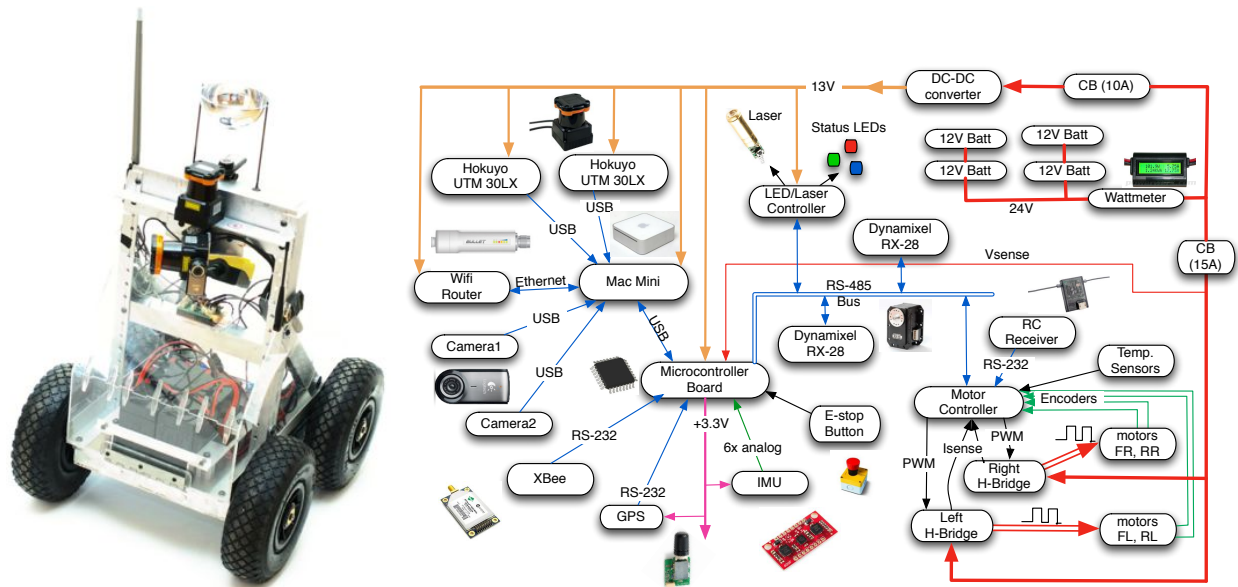 13V
DC-DC
converter
CB (10A)
Laser
Status LEDs
12V Batt
12V Batt
12V Batt
12V Batt
Hokuyo
UTM 30LX
Hokuyo
UTM 30LX
LED/Laser
Controller
24V
Wattmeter
USB
USB
BULLET
Dynamixel
RX-28
CB
(15A)
Vsense
Wifi
Router
Ethernet
Mac Mini
RS-485
Bus
USB
USB
Camera1
Dynamixel
RX-28
RC
Receiver
RS-232
USB
Microcontroller
Board
Temp.
Sensors
Motor
Controller
Encoders
Camera2
+3.3V
E-stop
Button
RS-232
6x analog
PWM
Isense
PWM
motors
FR, RR
XBee
RS-232
IMU
Right
H-Bridge
GPS
Left
H-Bridge
motors
FL, RL